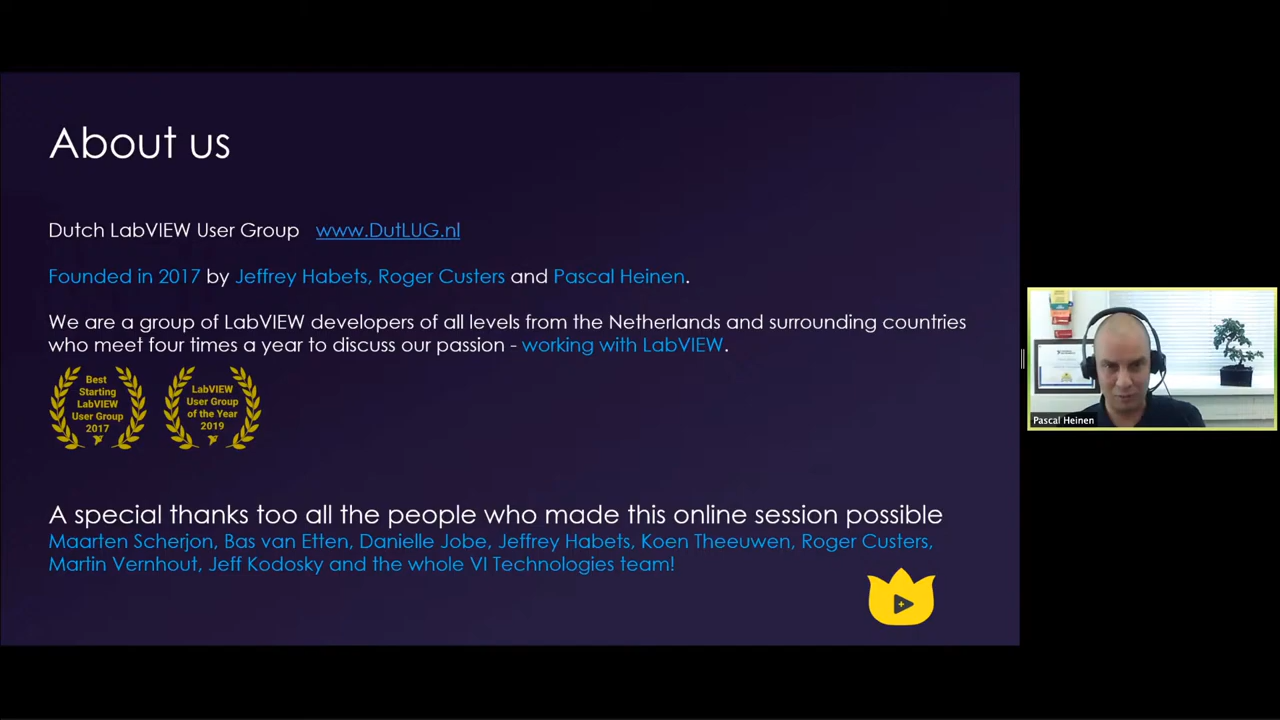 About us
Dutch LabVIEW User Group www.DutLUG.nl
Founded in 2017 by Jeffrey Habets, Roger Custers and Pascal Heinen.
We are a group of LabVIEW developers of all levels from the Netherlands and surrounding countries
who meet four times a year to discuss our passion - working with LabVIEW.
Best
Starting
LabVIEW
User Group
2017
LabVIEW
User Group
of the Year
2019
A special thanks too all the people who made this online session possible
Maarten Scherjon, Bas van Etten, Danielle Jobe, Jeffrey Habets, Koen Theeuwen, Roger Custers,
Martin Vernhout, Jeff Kodosky and the whole VI Technologies team!
Pascal Heinen